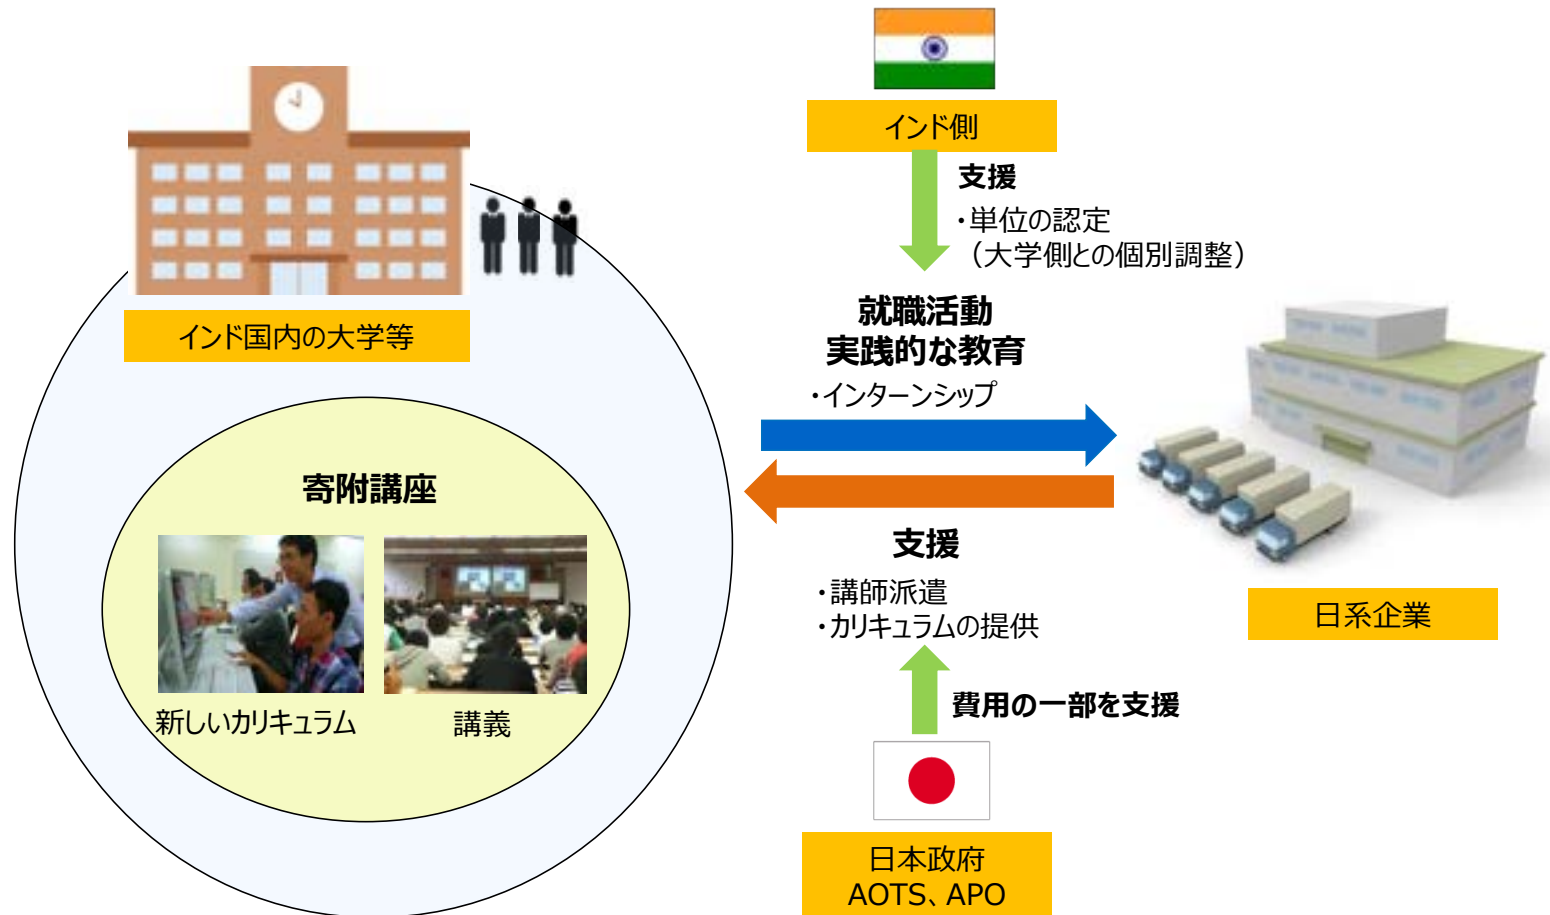 インド側
支援
・単位の認定
（大学側との個別調整）
インド国内の大学等
就職活動
実践的な教育
・インターンシップ
寄附講座
新しいカリキュラム
講義
支援
・講師派遣
・カリキュラムの提供
日系企業
費用の一部を支援
日本政府
AOTS、APO